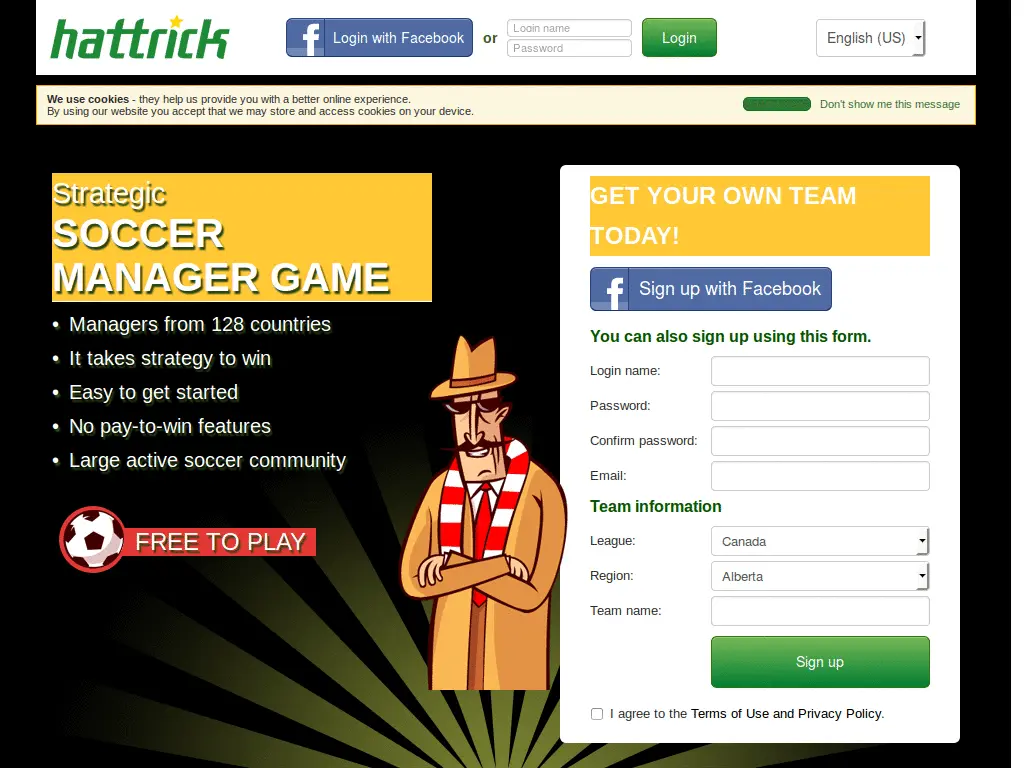 hattrick
Login with Facebook
or
Login name
Password
Login
English (US)
We use cookies - they help us provide you with a better online experience.
By using our website you accept that we may store and access cookies on your device.
Don't show me this message
Strategic
SOCCER
MANAGER GAME
• Managers from 128 countries
• It takes strategy to win
• Easy to get started
• No pay-to-win features
• Large active soccer community
FREE TO PLAY
GET YOUR OWN TEAM
TODAY!
Sign up with Facebook
You can also sign up using this form.
Login name:
Password:
Confirm password:
Email:
Team information
League: Canada
Region: Alberta
Team name:
Sign up
I agree to the Terms of Use and Privacy Policy.